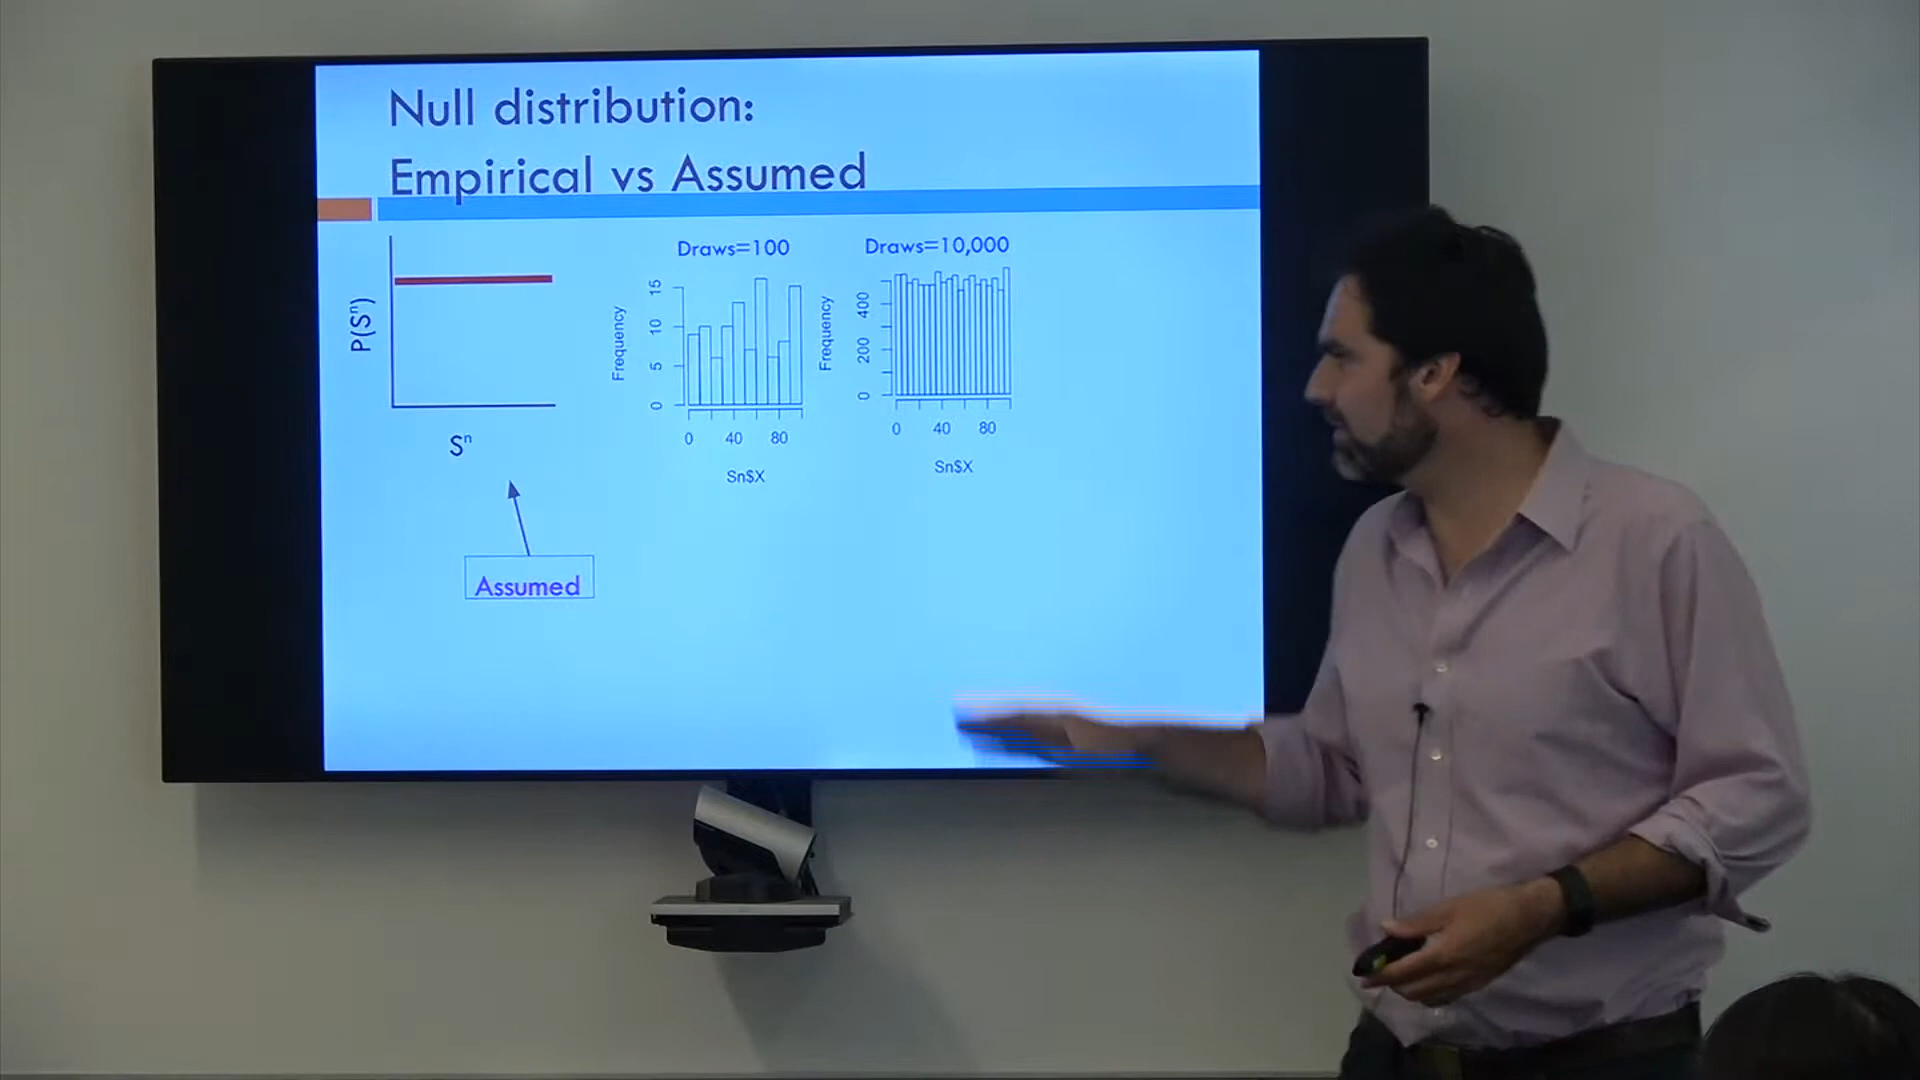 Null distribution:
Empirical vs Assumed
P(Sⁿ)
Sⁿ
Assumed
Draws=100
Frequency
15
10
5
0
0 40 80
Sn$X
Draws=10,000
Frequency
400
200
0
0 40 80
Sn$X